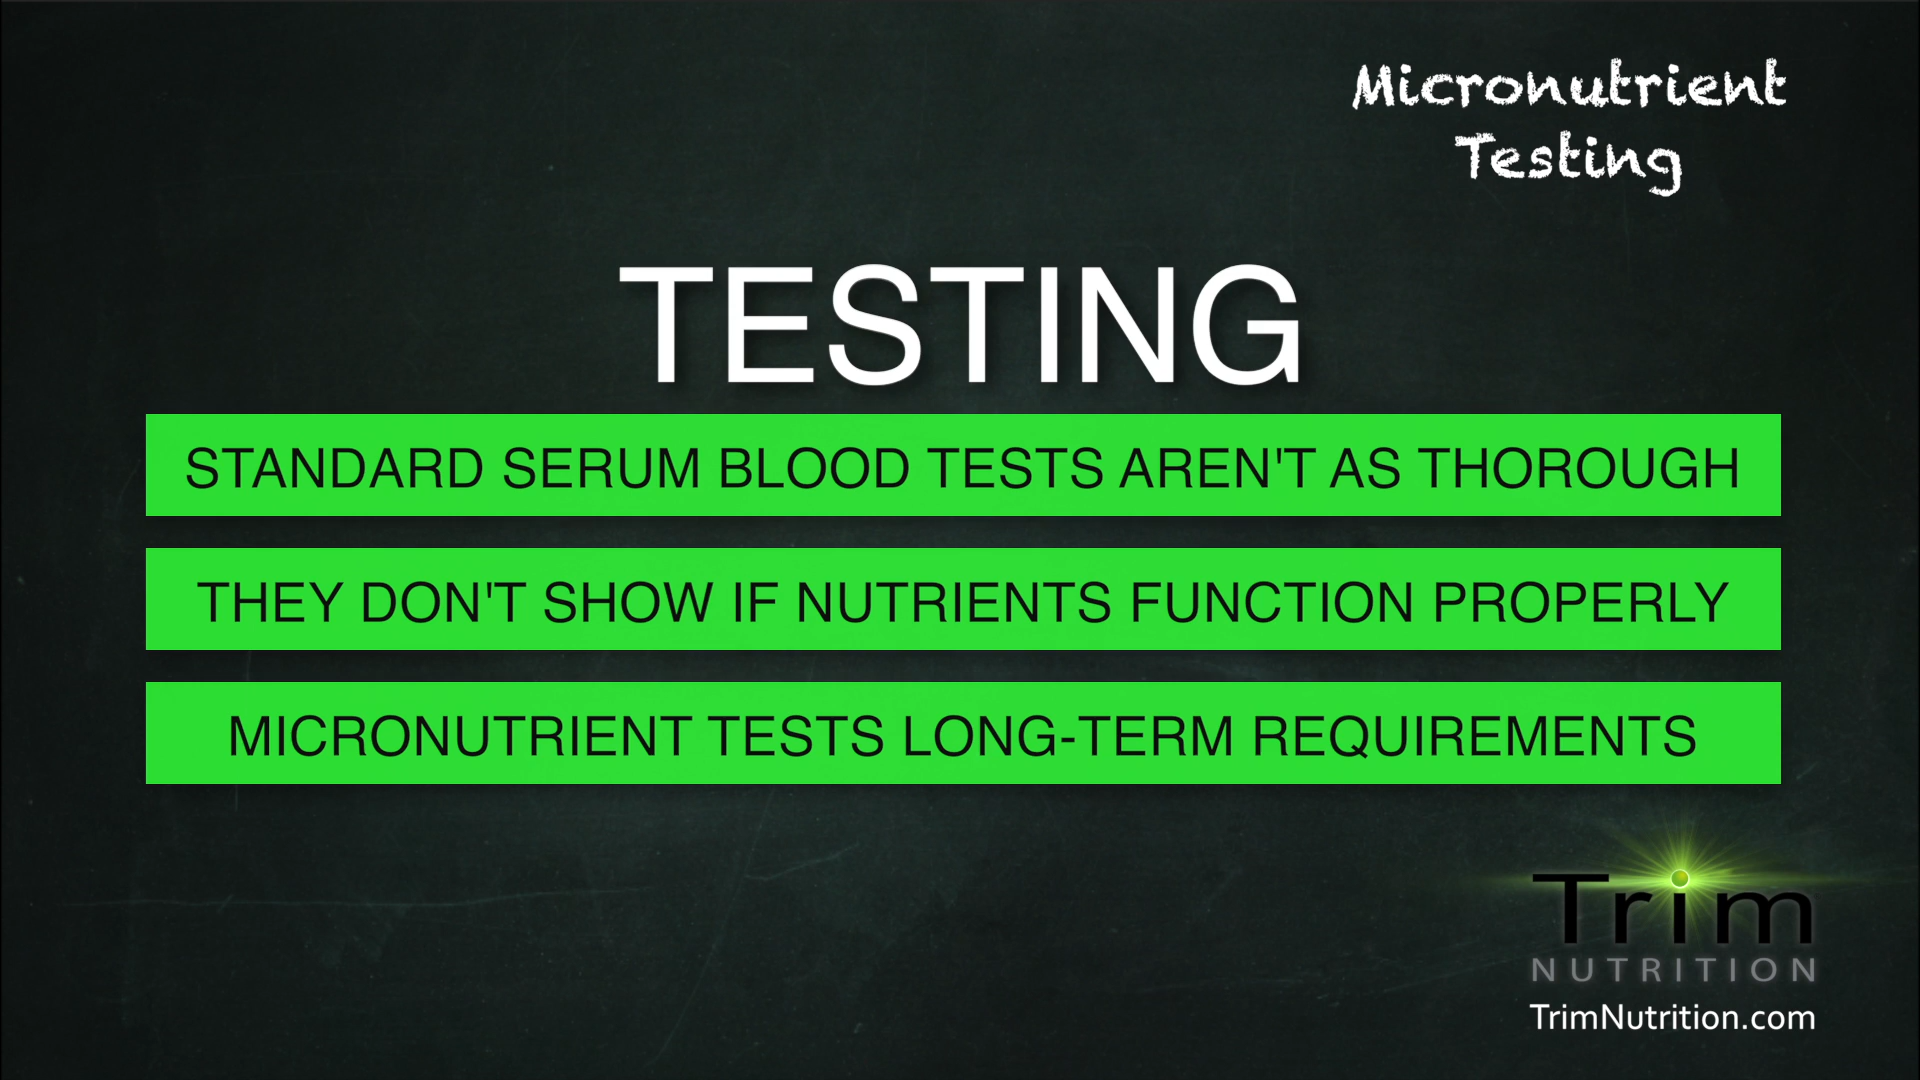 Micronutrient
Testing
TESTING
STANDARD SERUM BLOOD TESTS AREN'T AS THOROUGH
THEY DON'T SHOW IF NUTRIENTS FUNCTION PROPERLY
MICRONUTRIENT TESTS LONG-TERM REQUIREMENTS
Trim
NUTRITION
TrimNutrition.com